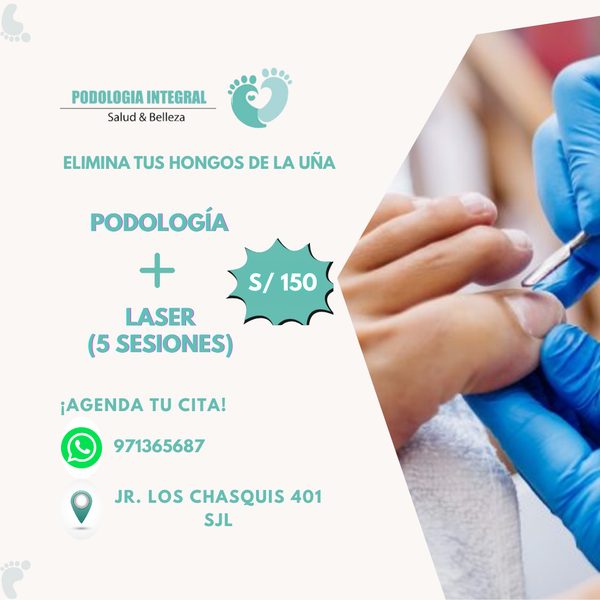 PODOLOGIA INTEGRAL
Salud & Belleza
ELIMINA TUS HONGOS DE LA UÑA
PODOLOGÍA
+
LASER
(5 SESIONES)
S/ 150
¡AGENDA TU CITA!
971365687
JR. LOS CHASQUIS 401
SJL